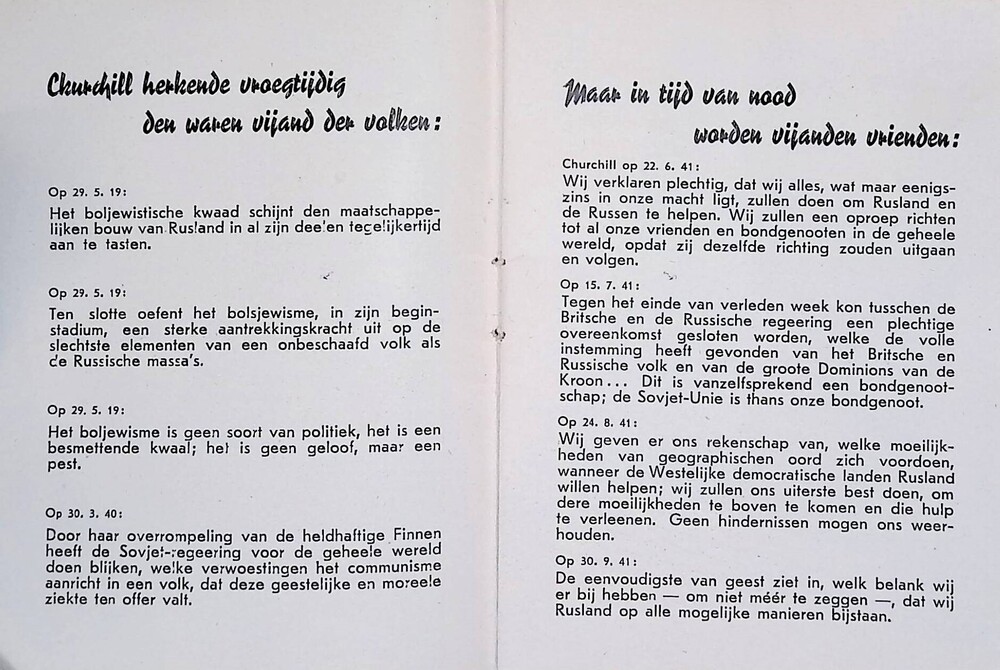 Churchill herkende vroegtijdig
den waren vijand der volken:
Op 29. 5. 19:
Het boljewistische kwaad schijnt den maatschappe-
lijken bouw van Rusland in al zijn deelen tegelijkertijd
aan te tasten.
Op 29. 5. 19:
Ten slotte oefent het bolsjewisme, in zijn begin-
stadium, een sterke aantrekkingskracht uit op de
slechtste elementen van een onbeschaafd volk als
de Russische massa's.
Op 29. 5. 19:
Het boljewisme is geen soort van politiek, het is een
besmettende kwaal; het is geen geloof, maar een
pest.
Op 30. 3. 40:
Door haar overrompeling van de heldhaftige Finnen
heeft de Sovjet-regeering voor de geheele wereld
doen blijken, welke verwoestingen het communisme
aanricht in een volk, dat deze geestelijke en moreele
ziekte ten offer valt.
Maar in tijd van nood
worden vijanden vrienden:
Churchill op 22. 6. 41:
Wij verklaren plechtig, dat wij alles, wat maar eenigs-
zins in onze macht ligt, zullen doen om Rusland en
de Russen te helpen. Wij zullen een oproep richten
tot al onze vrienden en bondgenooten in de geheele
wereld, opdat zij dezelfde richting zouden uitgaan
en volgen.
Op 15. 7. 41:
Tegen het einde van verleden week kon tusschen de
Britsche en de Russische regeering een plechtige
overeenkomst gesloten worden, welke de volle
instemming heeft gevonden van het Britsche en
Russische volk en van de groote Dominions van de
Kroon... Dit is vanzelfsprekend een bondgenoot-
schap; de Sovjet-Unie is thans onze bondgenoot.
Op 24. 8. 41:
Wij geven er ons rekenschap van, welke moeilijk-
heden van geographischen oord zich voordoen,
wanneer de Westelijke democratische landen Rusland
willen helpen; wij zullen ons uiterste best doen, om
dere moeilijkheden te boven te komen en die hulp
te verleenen. Geen hindernissen mogen ons weer-
houden.
Op 30. 9. 41:
De eenvoudigste van geest ziet in, welk belank wij
er bij hebben — om niet méér te zeggen —, dat wij
Rusland op alle mogelijke manieren bijstaan.